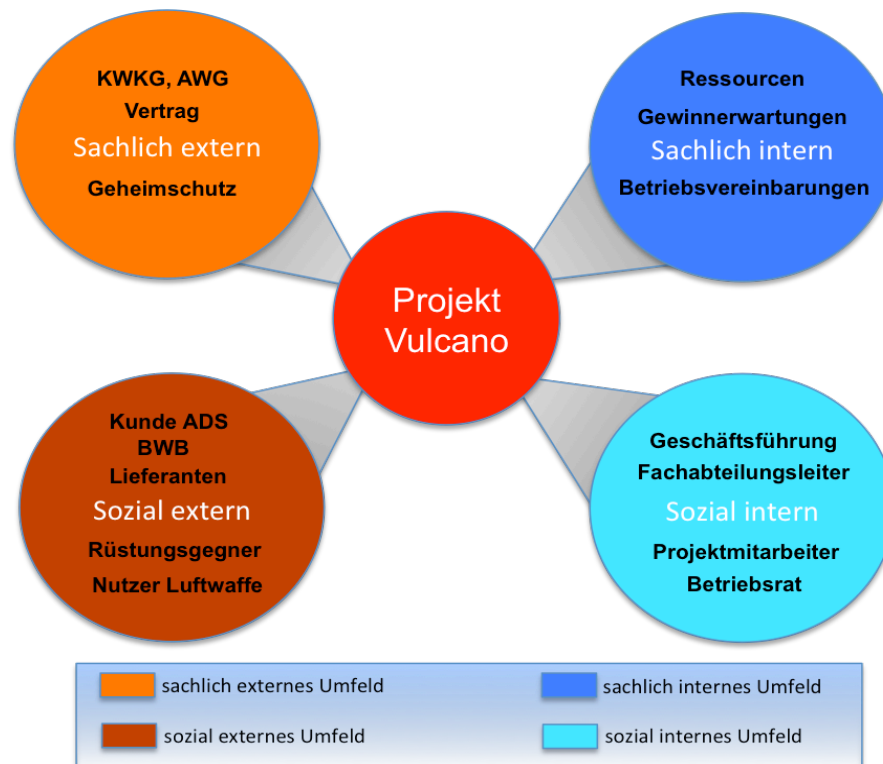 KWKG, AWG
Vertrag
Sachlich extern
Geheimschutz
Ressourcen
Gewinnerwartungen
Sachlich intern
Betriebsvereinbarungen
Projekt
Vulcano
Kunde ADS
BWB
Lieferanten
Sozial extern
Rüstungsgegner
Nutzer Luftwaffe
Geschäftsführung
Fachabteilungsleiter
Sozial intern
Projektmitarbeiter
Betriebsrat
sachlich externes Umfeld
sachlich internes Umfeld
sozial externes Umfeld
sozial internes Umfeld